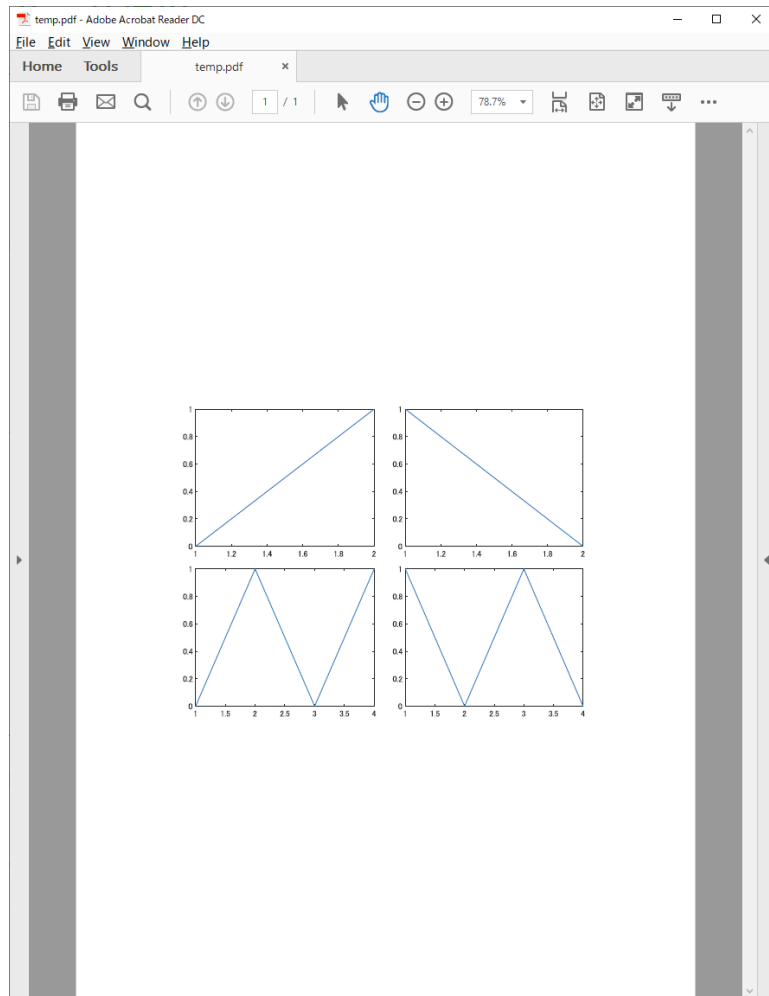 temp.pdf - Adobe Acrobat Reader DC
File Edit View Window Help
Home Tools temp.pdf ×
1 / 1 78.7%
1 1
0.8 0.8
0.6 0.6
0.4 0.4
0.2 0.2
0 0
1 1.2 1.4 1.6 1.8 2 1 1.2 1.4 1.6 1.8 2
1 1
0.8 0.8
0.6 0.6
0.4 0.4
0.2 0.2
0 0
1 1.5 2 2.5 3 3.5 4 1 1.5 2 2.5 3 3.5 4